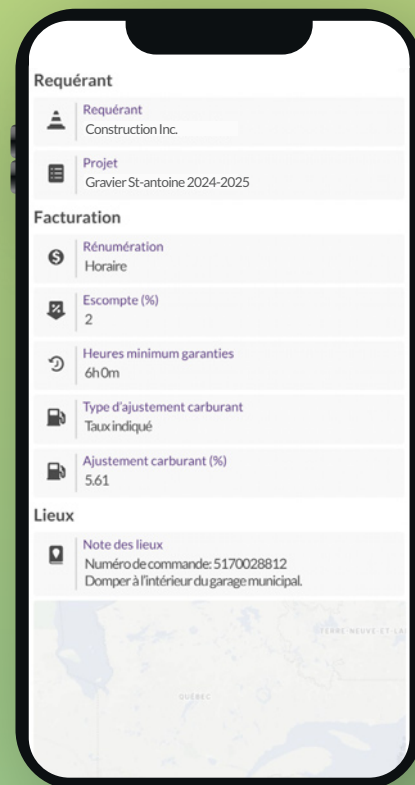 Requérant
Requérant
Construction Inc.
Projet
Gravier St-antoine 2024-2025
Facturation
Rénumération
Horaire
Escompte (%)
2
Heures minimum garanties
6h 0m
Type d'ajustement carburant
Taux indiqué
Ajustement carburant (%)
5.61
Lieux
Note des lieux
Numéro de commande: 5170028812
Domper à l'intérieur du garage municipal.
TERRE-NEUVE-ET-LA
QUÉBEC